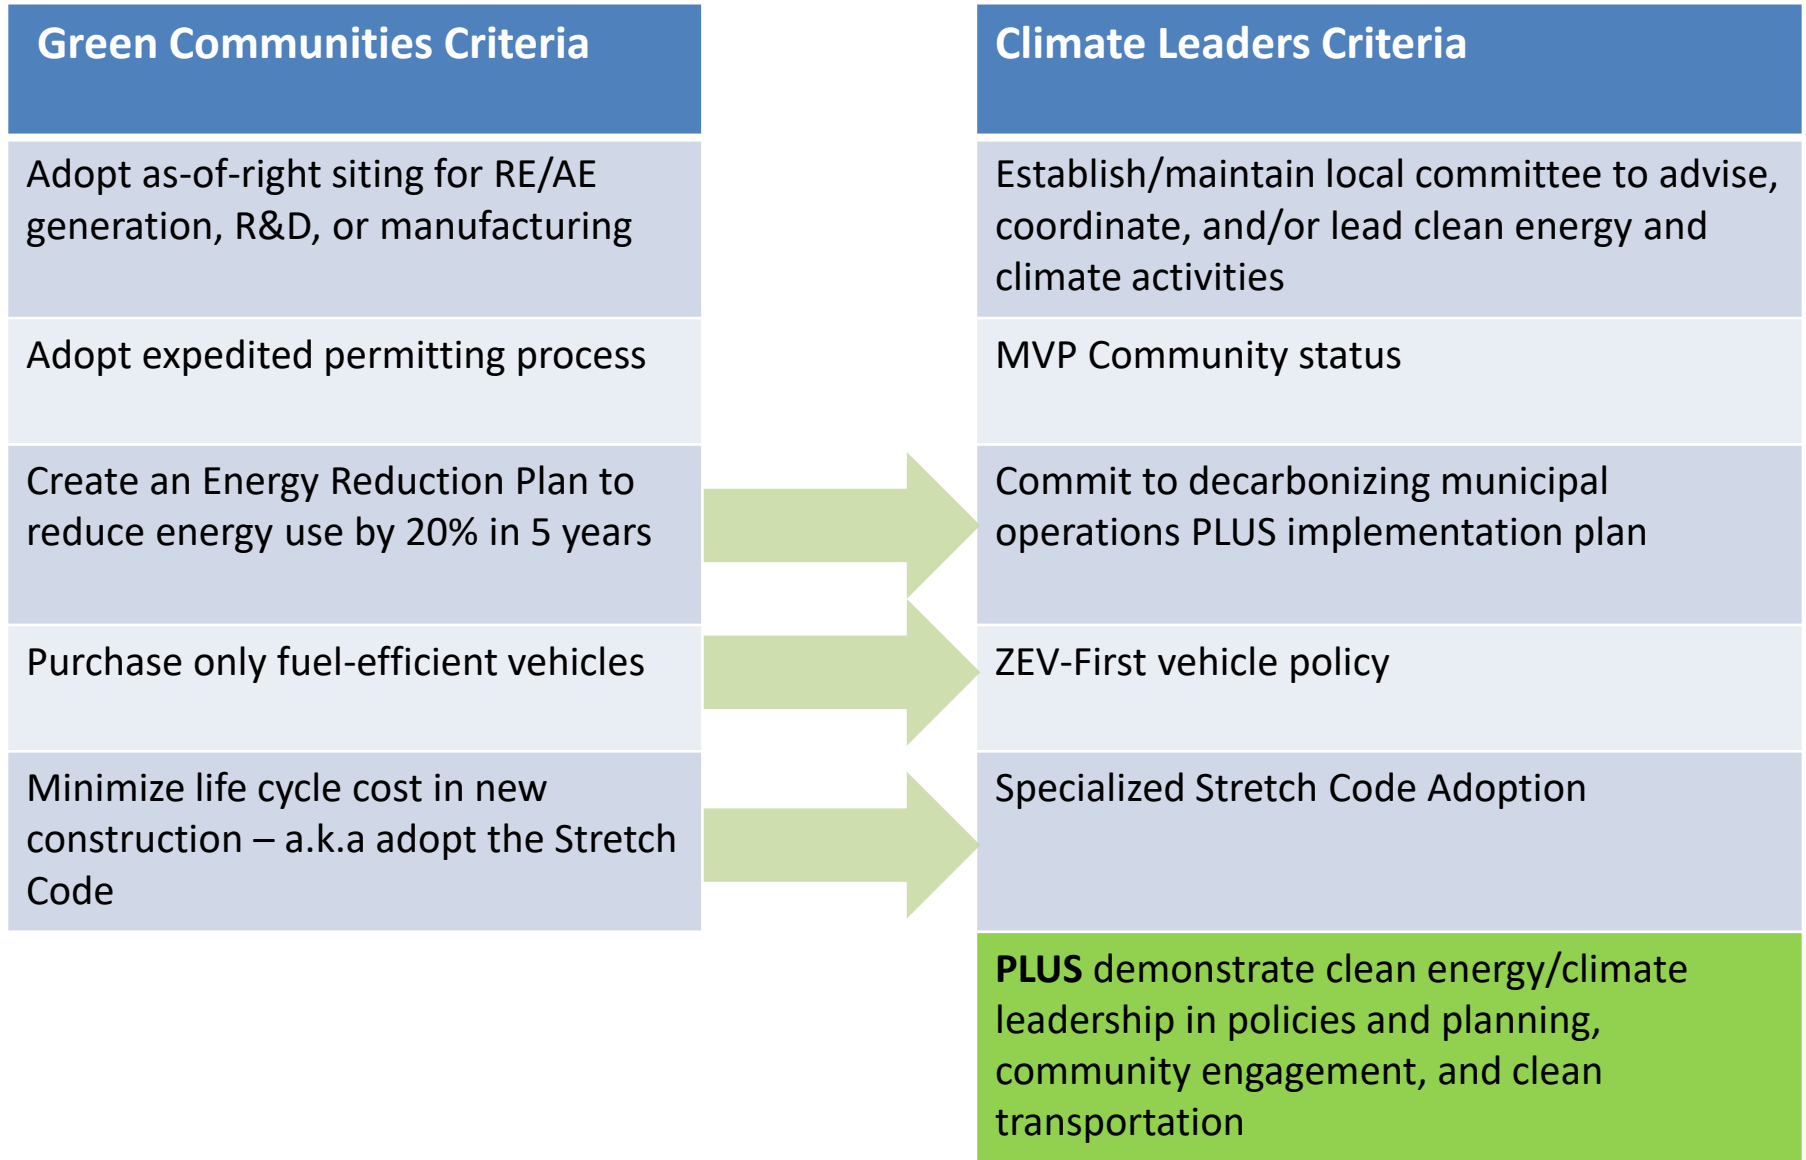 Green Communities Criteria
Adopt as-of-right siting for RE/AE
generation, R&D, or manufacturing
Adopt expedited permitting process
Create an Energy Reduction Plan to
reduce energy use by 20% in 5 years
Purchase only fuel-efficient vehicles
Minimize life cycle cost in new
construction – a.k.a adopt the Stretch
Code
Climate Leaders Criteria
Establish/maintain local committee to advise,
coordinate, and/or lead clean energy and
climate activities
MVP Community status
Commit to decarbonizing municipal
operations PLUS implementation plan
ZEV-First vehicle policy
Specialized Stretch Code Adoption
PLUS demonstrate clean energy/climate
leadership in policies and planning,
community engagement, and clean
transportation